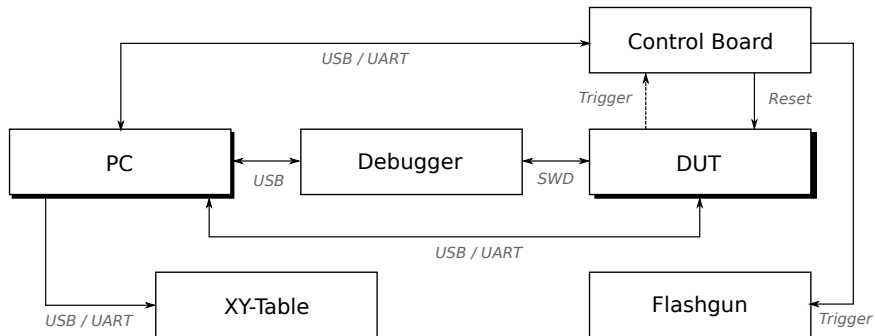 Control Board
USB / UART
Trigger
Reset
PC
Debugger
DUT
USB
SWD
USB / UART
XY-Table
Flashgun
USB / UART
Trigger